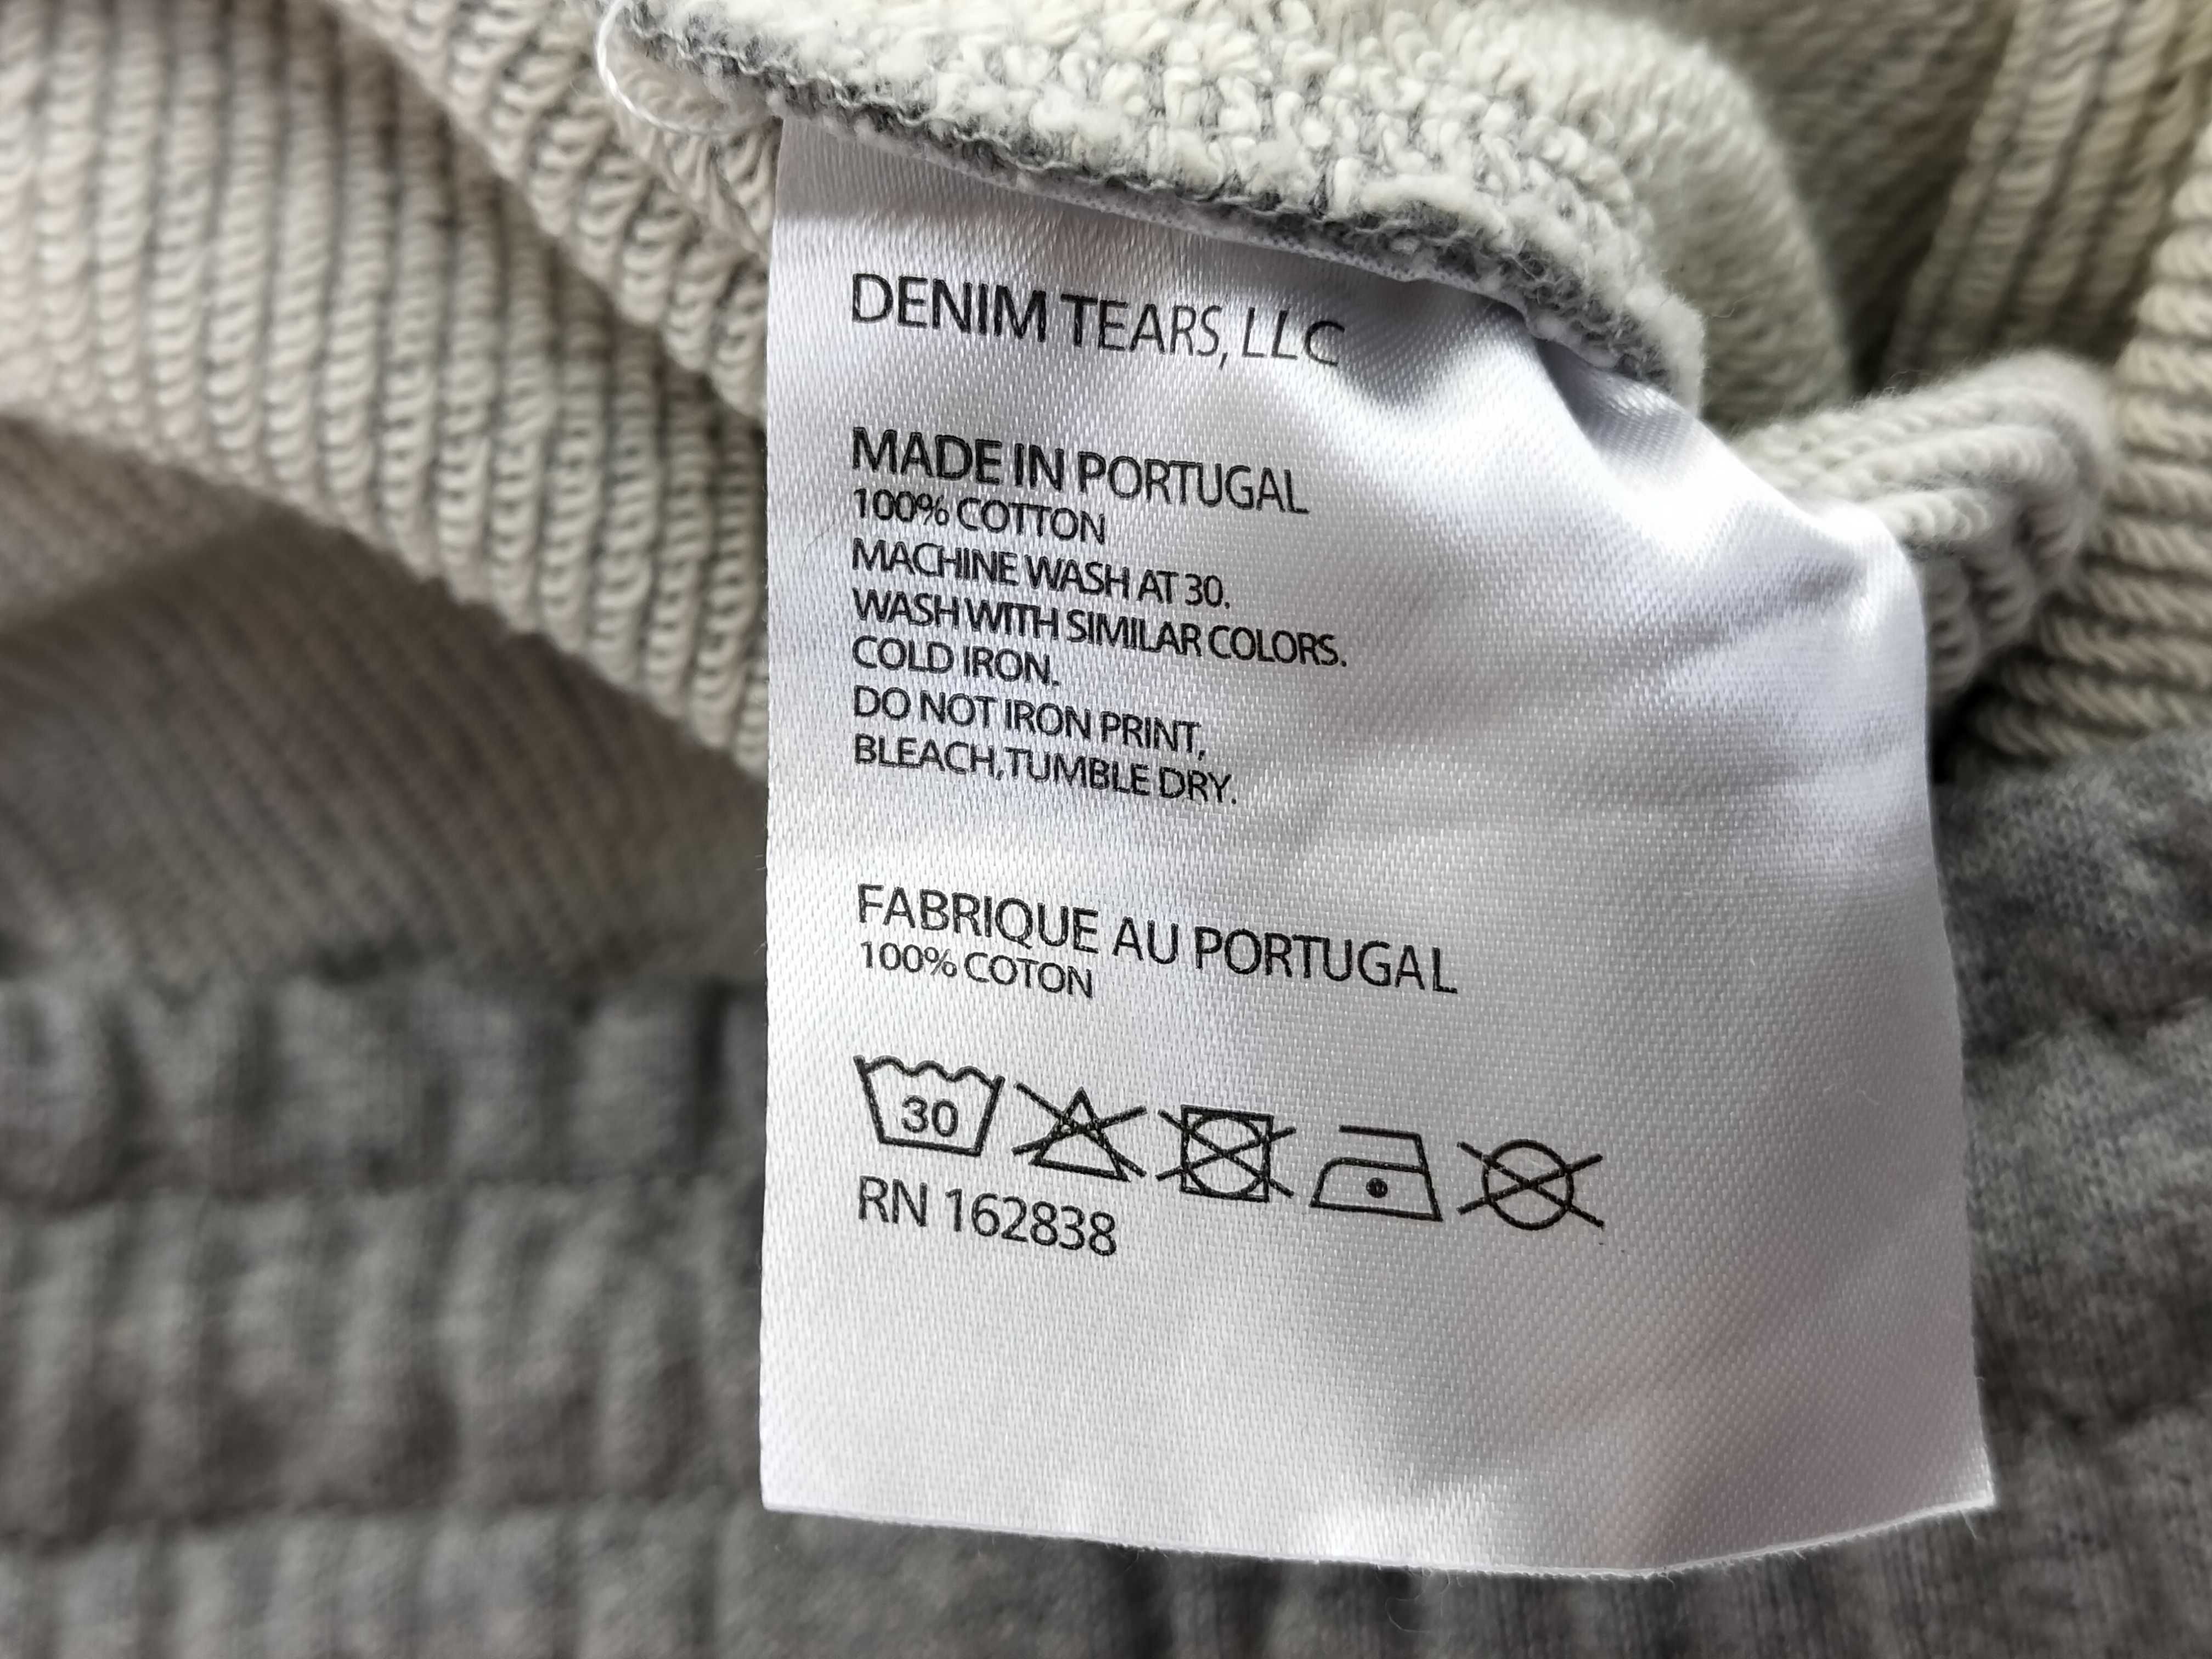 DENIM TEARS, LLC
MADE IN PORTUGAL
100% COTTON
MACHINE WASH AT 30.
WASH WITH SIMILAR COLORS.
COLD IRON.
DO NOT IRON PRINT,
BLEACH,TUMBLE DRY.
FABRIQUE AU PORTUGAL
100% COTON
30
RN 162838